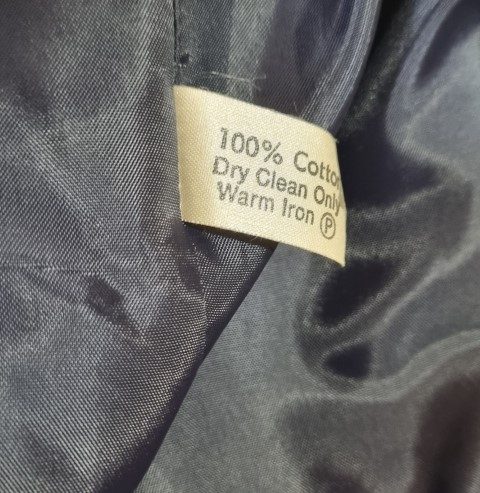 100% Cotton
Dry Clean Only
Warm Iron Ⓟ